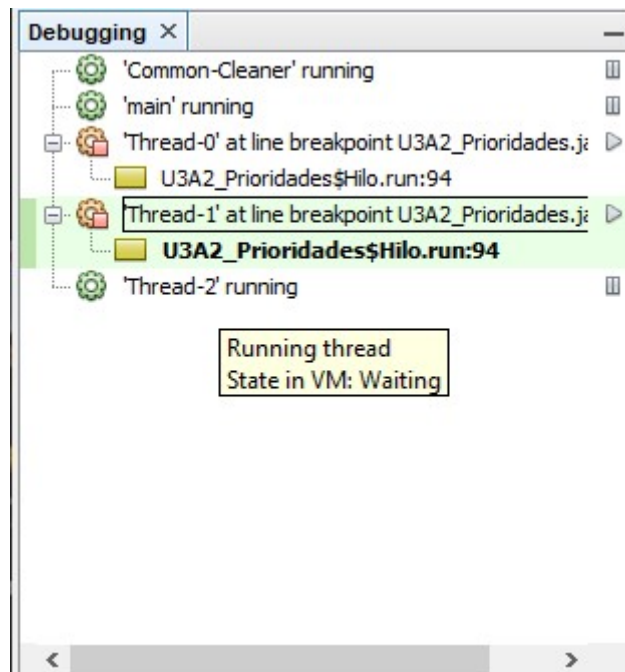 Debugging
'Common-Cleaner' running
'main' running
'Thread-0' at line breakpoint U3A2_Prioridades.ja
U3A2_Prioridades$Hilo.run:94
'Thread-1' at line breakpoint U3A2_Prioridades.ja
U3A2_Prioridades$Hilo.run:94
'Thread-2' running
Running thread
State in VM: Waiting